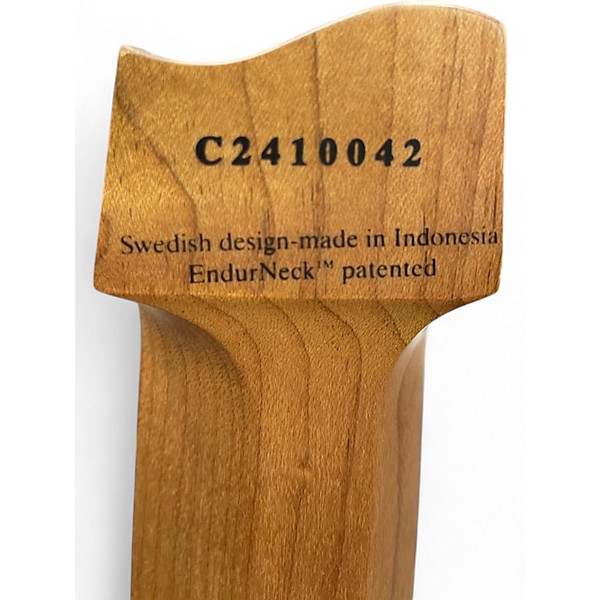 C2410042
Swedish design-made in Indonesia
EndurNeck™ patented